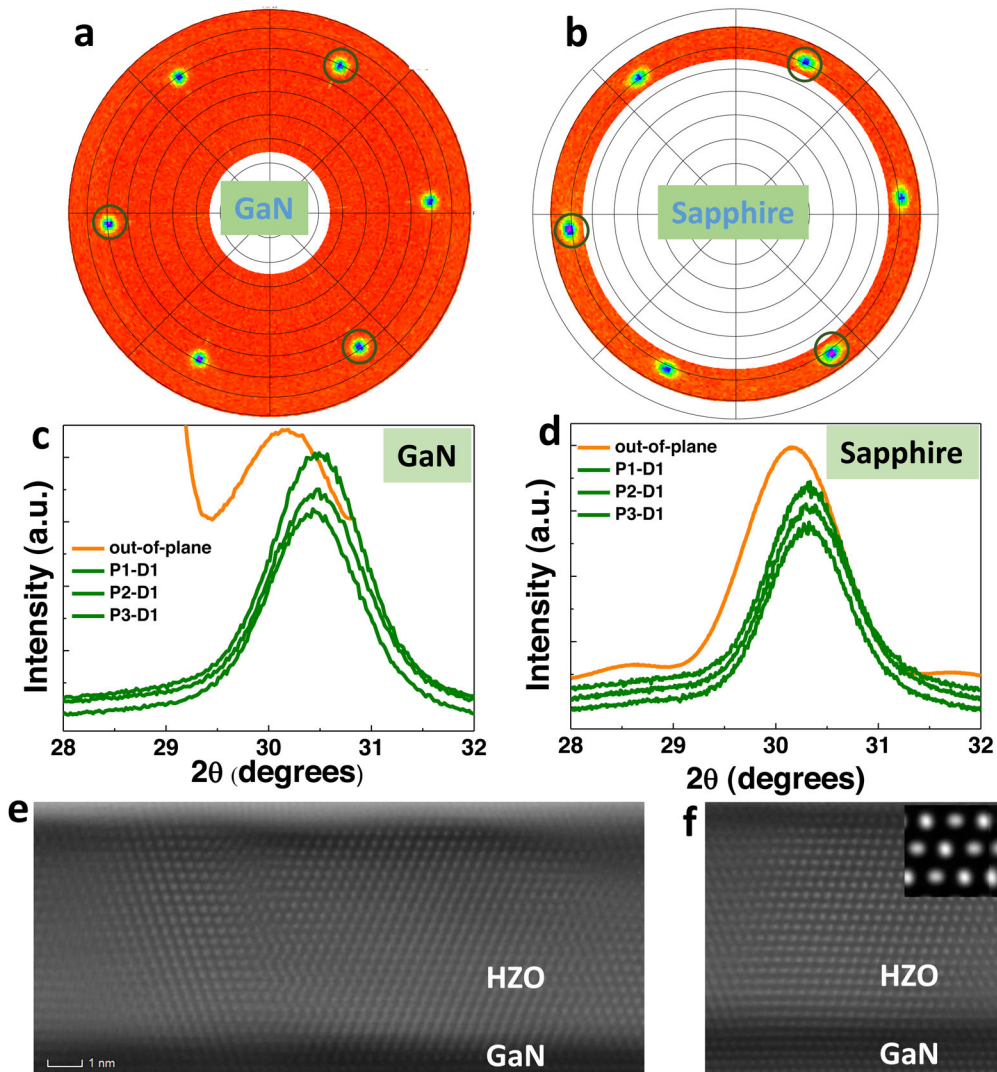 a
b
GaN
Sapphire
c
GaN
out-of-plane
P1-D1
P2-D1
P3-D1
Intensity (a.u.)
28 29 30 31 32
2θ (degrees)
d
Sapphire
out-of-plane
P1-D1
P2-D1
P3-D1
Intensity (a.u.)
28 29 30 31 32
2θ (degrees)
e
HZO
GaN
1 nm
f
HZO
GaN